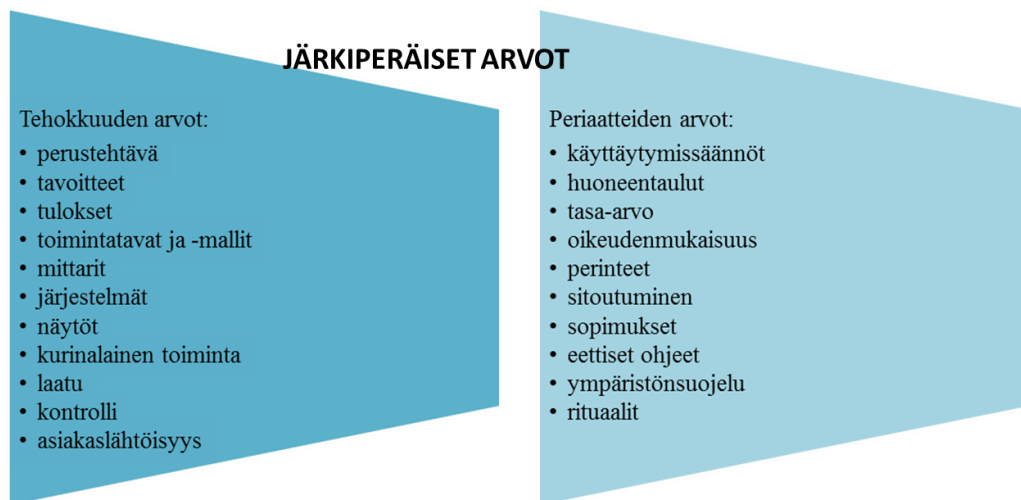 JÄRKIPERÄISET ARVOT
Tehokkuuden arvot:
• perustehtävä
• tavoitteet
• tulokset
• toimintatavat ja -mallit
• mittarit
• järjestelmät
• näytöt
• kurinalainen toiminta
• laatu
• kontrolli
• asiakaslähtöisyys
Periaatteiden arvot:
• käyttäytymissäännöt
• huoneentaulut
• tasa-arvo
• oikeudenmukaisuus
• perinteet
• sitoutuminen
• sopimukset
• eettiset ohjeet
• ympäristönsuojelu
• rituaalit